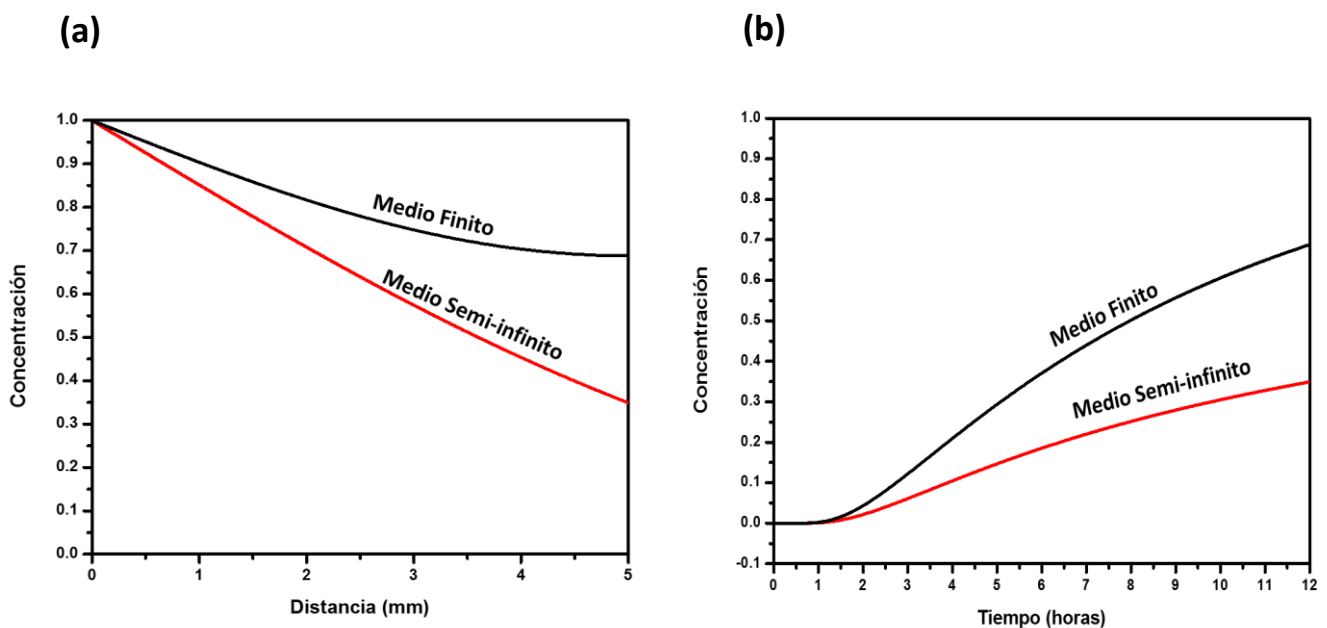 (a)
(b)
1.0
0.9
0.8
0.7
0.6
0.5
0.4
0.3
0.2
0.1
0.0
Concentración
Medio Finito
Medio Semi-infinito
0 1 2 3 4 5
Distancia (mm)
1.0
0.9
0.8
0.7
0.6
0.5
0.4
0.3
0.2
0.1
0.0
-0.1
Concentración
Medio Finito
Medio Semi-infinito
0 1 2 3 4 5 6 7 8 9 10 11 12
Tiempo (horas)